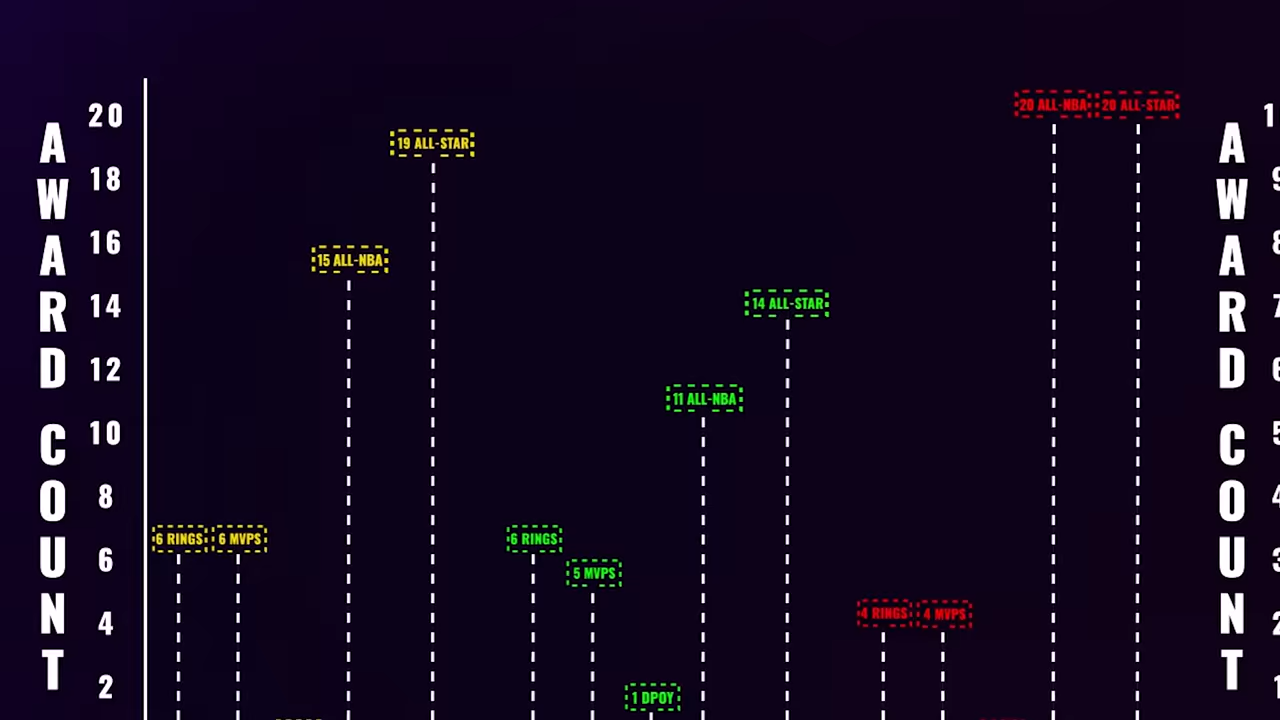 AWARD COUNT
20
18
16
14
12
10
8
6
4
2
6 RINGS
6 MVPS
15 ALL-NBA
19 ALL-STAR
6 RINGS
5 MVPS
1 DPOY
11 ALL-NBA
14 ALL-STAR
4 RINGS
4 MVPS
20 ALL-NBA
20 ALL-STAR
AWARD COUNT